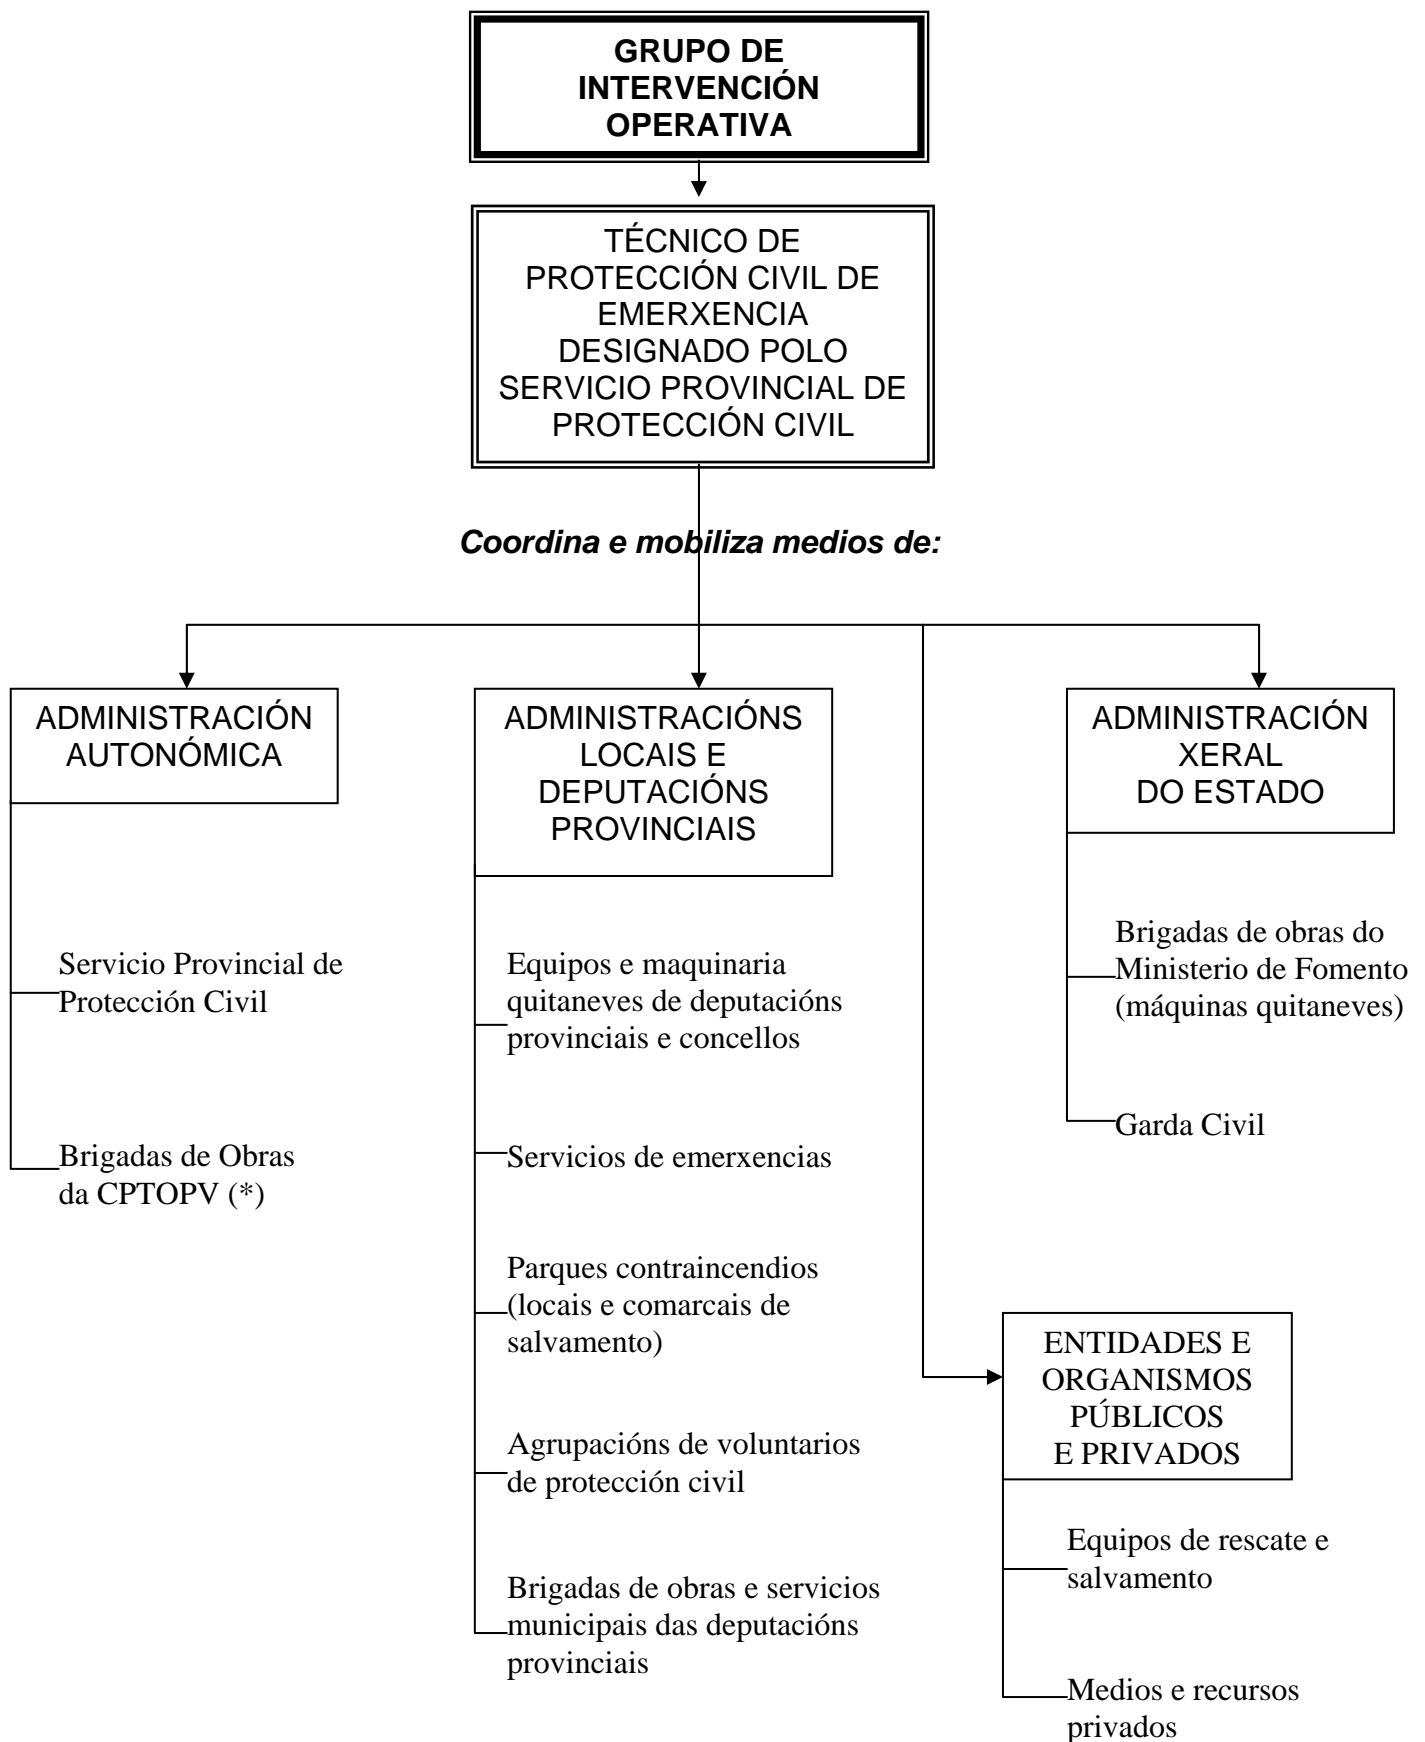 GRUPO DE
INTERVENCIÓN
OPERATIVA
TÉCNICO DE
PROTECCIÓN CIVIL DE
EMERXENCIA
DESIGNADO POLO
SERVICIO PROVINCIAL DE
PROTECCIÓN CIVIL
Coordina e mobiliza medios de:
ADMINISTRACIÓN
AUTONÓMICA
Servicio Provincial de
Protección Civil
Brigadas de Obras
da CPTOPV (*)
ADMINISTRACIÓNS
LOCAIS E
DEPUTACIÓNS
PROVINCIAIS
Equipos e maquinaria
quitaneves de deputacións
provinciais e concellos
Servicios de emerxencias
Parques contraincendios
(locais e comarcais de
salvamento)
Agrupacións de voluntarios
de protección civil
Brigadas de obras e servicios
municipais das deputacións
provinciais
ADMINISTRACIÓN
XERAL
DO ESTADO
Brigadas de obras do
Ministerio de Fomento
(máquinas quitaneves)
Garda Civil
ENTIDADES E
ORGANISMOS
PÚBLICOS
E PRIVADOS
Equipos de rescate e
salvamento
Medios e recursos
privados